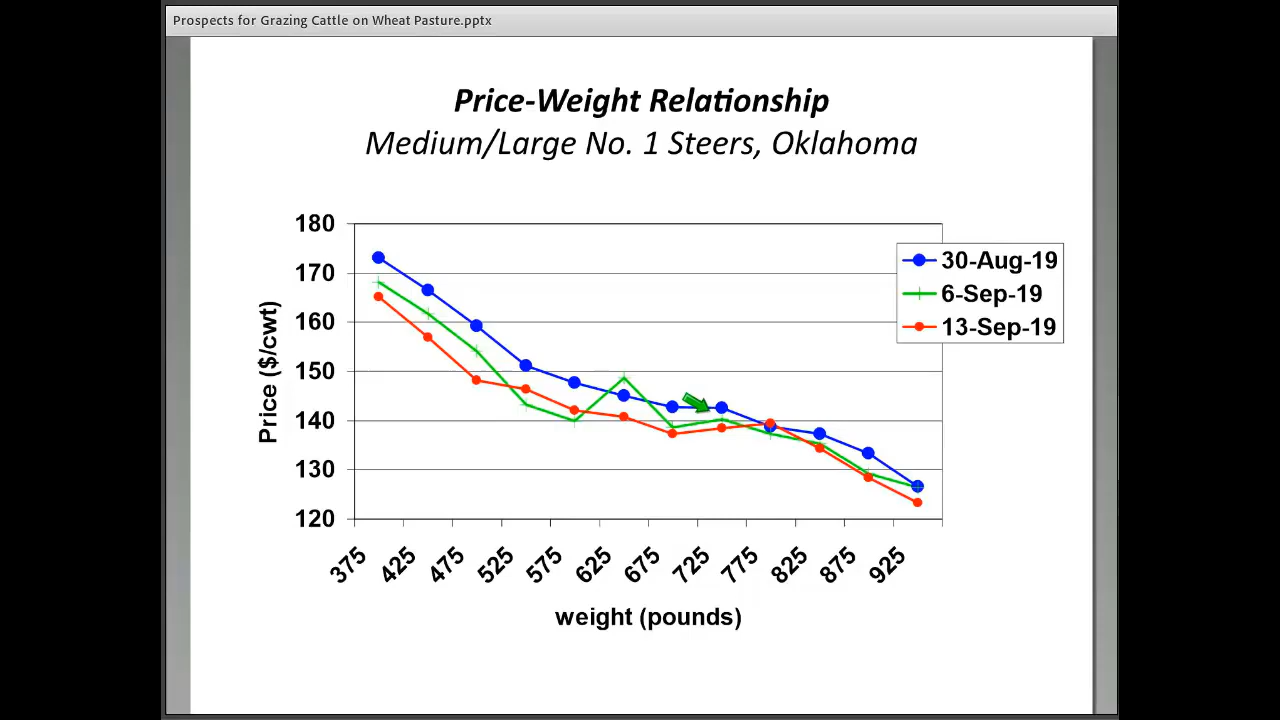 Prospects for Grazing Cattle on Wheat Pasture.pptx
Price-Weight Relationship
Medium/Large No. 1 Steers, Oklahoma
180
170
160
150
140
130
120
Price ($/cwt)
30-Aug-19
6-Sep-19
13-Sep-19
375 425 475 525 575 625 675 725 775 825 875 925
weight (pounds)